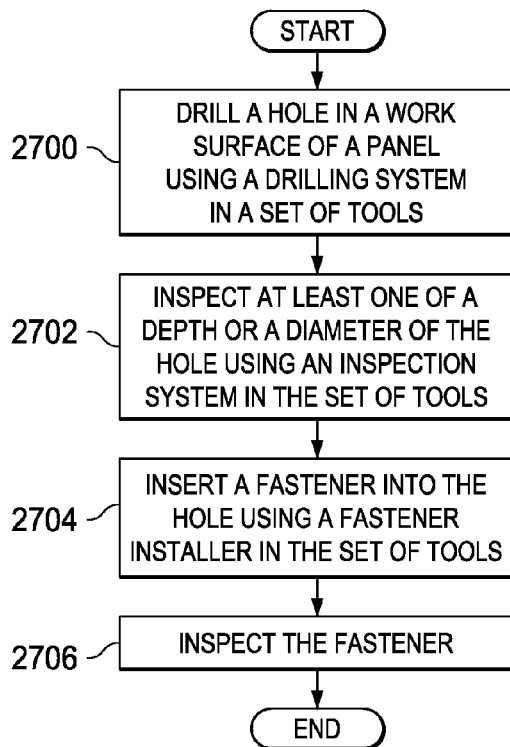 START
2700
DRILL A HOLE IN A WORK
SURFACE OF A PANEL
USING A DRILLING SYSTEM
IN A SET OF TOOLS
2702
INSPECT AT LEAST ONE OF A
DEPTH OR A DIAMETER OF THE
HOLE USING AN INSPECTION
SYSTEM IN THE SET OF TOOLS
2704
INSERT A FASTENER INTO THE
HOLE USING A FASTENER
INSTALLER IN THE SET OF TOOLS
2706
INSPECT THE FASTENER
END